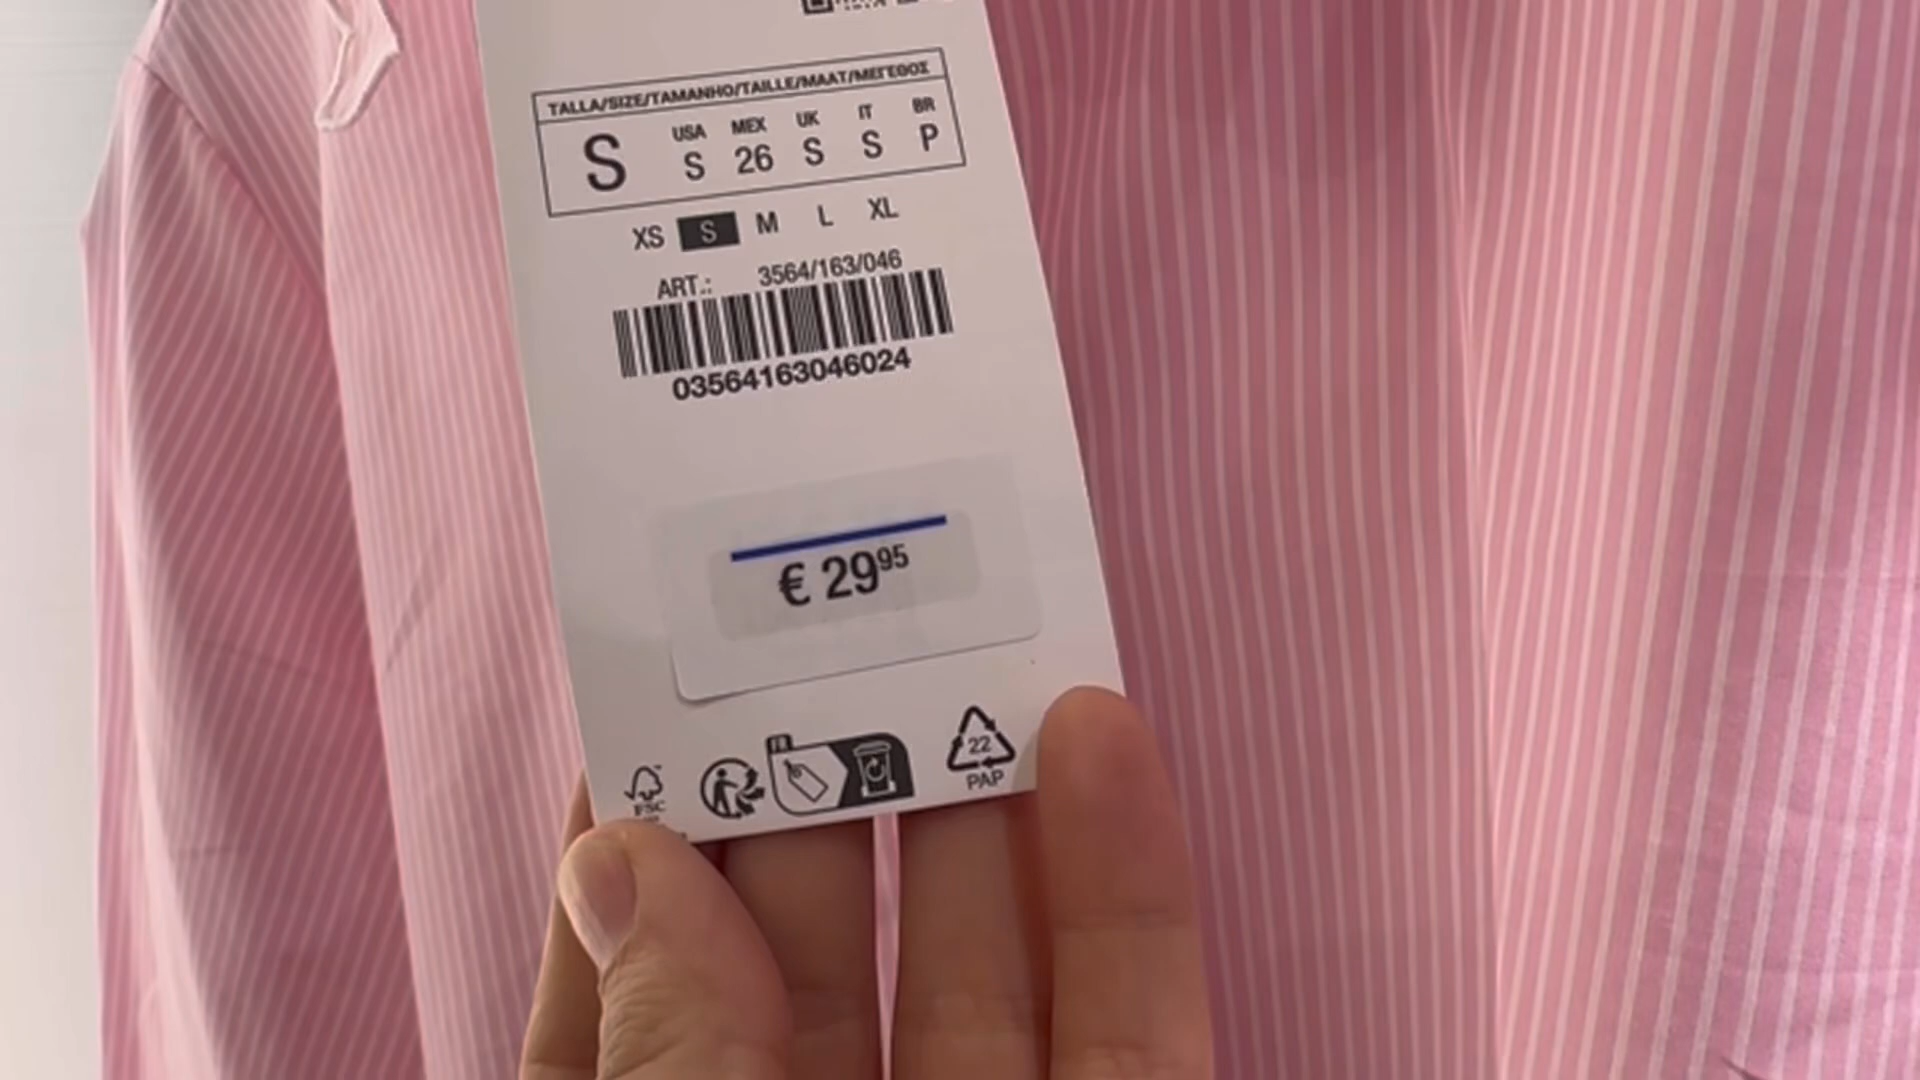 TALLA/SIZE/TAMANHO/TAILLE/MAAT/ΜΕΓΕΘΟΣ
S USA S MEX 26 UK S IT S BR P
XS S M L XL
ART.: 3564/163/046
03564163046024
€ 29⁹⁵
22
PAP
FSC